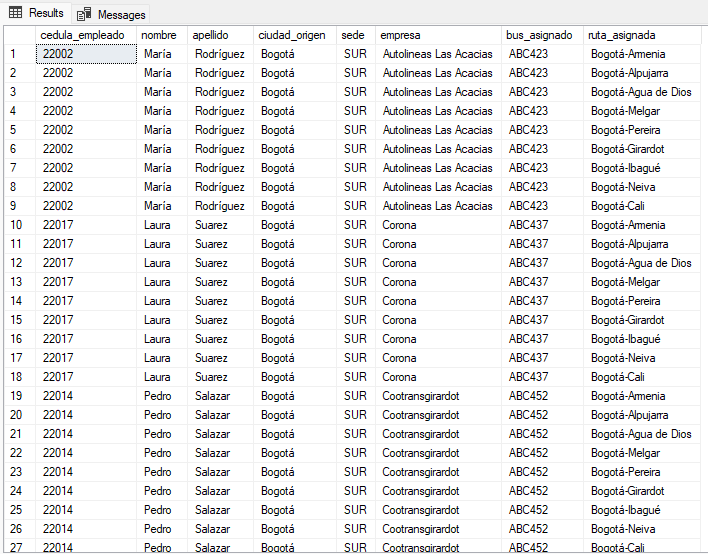 Results Messages
cedula_empleado nombre apellido ciudad_origen sede empresa bus_asignado ruta_asignada
1 22002 María Rodríguez Bogotá SUR Autolineas Las Acacias ABC423 Bogotá-Armenia
2 22002 María Rodríguez Bogotá SUR Autolineas Las Acacias ABC423 Bogotá-Alpujarra
3 22002 María Rodríguez Bogotá SUR Autolineas Las Acacias ABC423 Bogotá-Agua de Dios
4 22002 María Rodríguez Bogotá SUR Autolineas Las Acacias ABC423 Bogotá-Melgar
5 22002 María Rodríguez Bogotá SUR Autolineas Las Acacias ABC423 Bogotá-Pereira
6 22002 María Rodríguez Bogotá SUR Autolineas Las Acacias ABC423 Bogotá-Girardot
7 22002 María Rodríguez Bogotá SUR Autolineas Las Acacias ABC423 Bogotá-Ibagué
8 22002 María Rodríguez Bogotá SUR Autolineas Las Acacias ABC423 Bogotá-Neiva
9 22002 María Rodríguez Bogotá SUR Autolineas Las Acacias ABC423 Bogotá-Cali
10 22017 Laura Suarez Bogotá SUR Corona ABC437 Bogotá-Armenia
11 22017 Laura Suarez Bogotá SUR Corona ABC437 Bogotá-Alpujarra
12 22017 Laura Suarez Bogotá SUR Corona ABC437 Bogotá-Agua de Dios
13 22017 Laura Suarez Bogotá SUR Corona ABC437 Bogotá-Melgar
14 22017 Laura Suarez Bogotá SUR Corona ABC437 Bogotá-Pereira
15 22017 Laura Suarez Bogotá SUR Corona ABC437 Bogotá-Girardot
16 22017 Laura Suarez Bogotá SUR Corona ABC437 Bogotá-Ibagué
17 22017 Laura Suarez Bogotá SUR Corona ABC437 Bogotá-Neiva
18 22017 Laura Suarez Bogotá SUR Corona ABC437 Bogotá-Cali
19 22014 Pedro Salazar Bogotá SUR Cootransgirardot ABC452 Bogotá-Armenia
20 22014 Pedro Salazar Bogotá SUR Cootransgirardot ABC452 Bogotá-Alpujarra
21 22014 Pedro Salazar Bogotá SUR Cootransgirardot ABC452 Bogotá-Agua de Dios
22 22014 Pedro Salazar Bogotá SUR Cootransgirardot ABC452 Bogotá-Melgar
23 22014 Pedro Salazar Bogotá SUR Cootransgirardot ABC452 Bogotá-Pereira
24 22014 Pedro Salazar Bogotá SUR Cootransgirardot ABC452 Bogotá-Girardot
25 22014 Pedro Salazar Bogotá SUR Cootransgirardot ABC452 Bogotá-Ibagué
26 22014 Pedro Salazar Bogotá SUR Cootransgirardot ABC452 Bogotá-Neiva
27 22014 Pedro Salazar Bogotá SUR Cootransgirardot ABC452 Bogotá-Cali